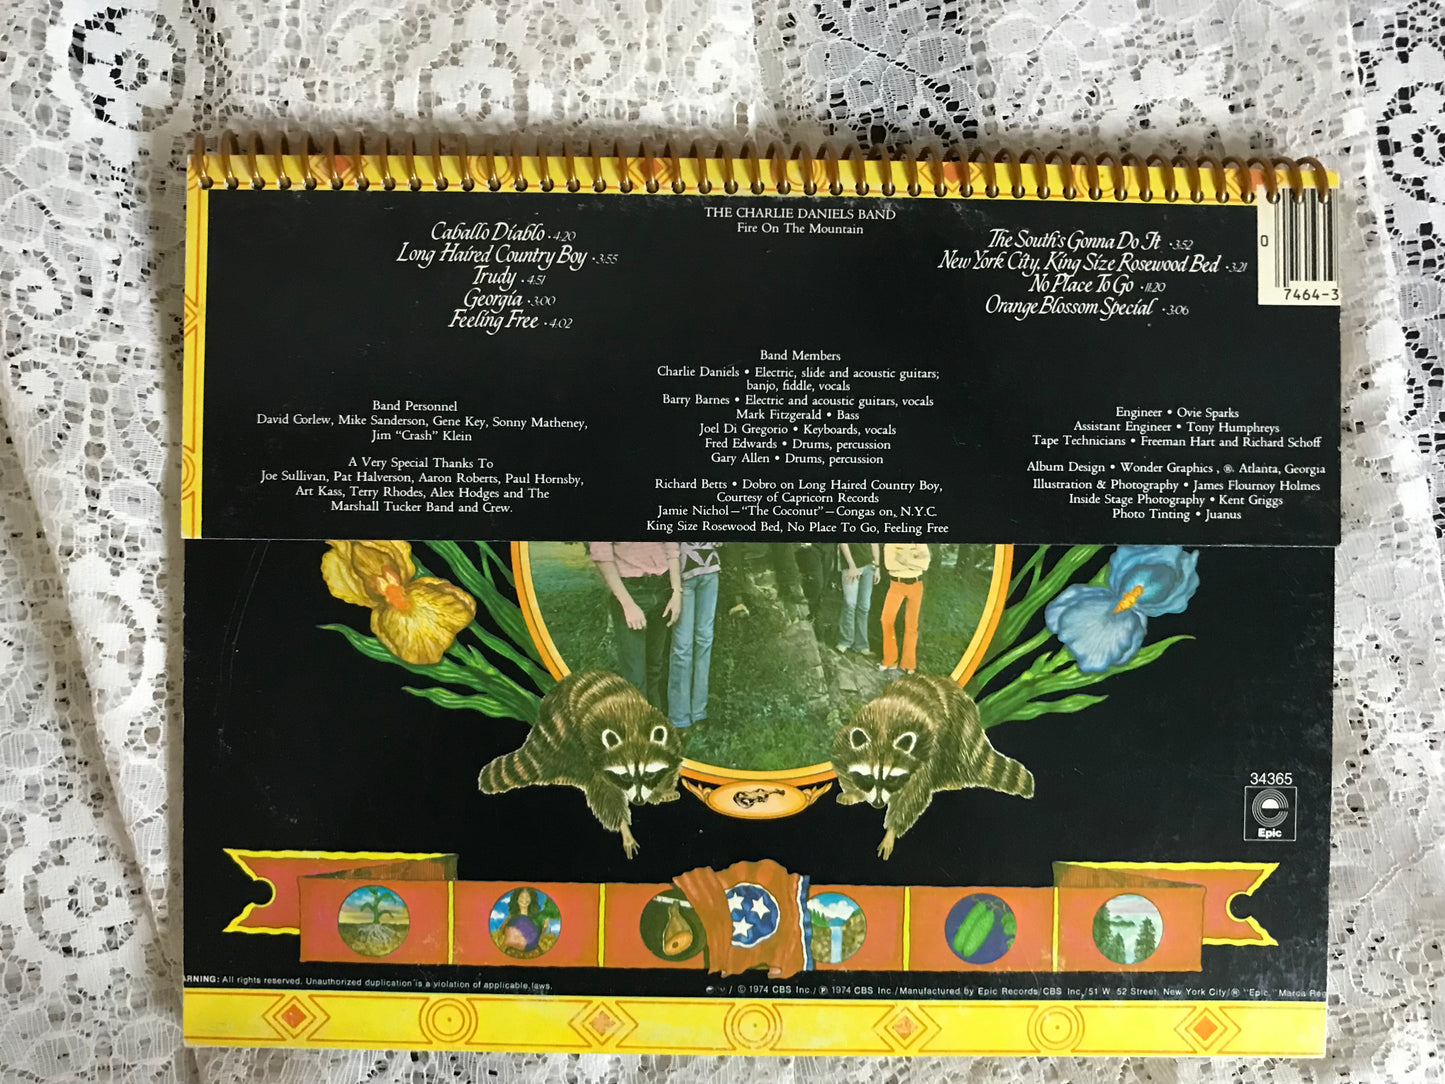 THE CHARLIE DANIELS BAND
Fire On The Mountain
Caballo Diablo • 4:20
Long Haired Country Boy • 3:55
Trudy • 4:51
Georgia • 3:00
Feeling Free • 4:02
The South's Gonna Do It • 3:52
New York City, King Size Rosewood Bed • 3:21
No Place To Go • 11:20
Orange Blossom Special • 3:06
0
7464-3
Band Members
Charlie Daniels • Electric, slide and acoustic guitars;
banjo, fiddle, vocals
Barry Barnes • Electric and acoustic guitars, vocals
Mark Fitzgerald • Bass
Joel Di Gregorio • Keyboards, vocals
Fred Edwards • Drums, percussion
Gary Allen • Drums, percussion
Richard Betts • Dobro on Long Haired Country Boy,
Courtesy of Capricorn Records
Jamie Nichol—"The Coconut"—Congas on, N.Y.C.
King Size Rosewood Bed, No Place To Go, Feeling Free
Band Personnel
David Corlew, Mike Sanderson, Gene Key, Sonny Matheney,
Jim "Crash" Klein
A Very Special Thanks To
Joe Sullivan, Pat Halverson, Aaron Roberts, Paul Hornsby,
Art Kass, Terry Rhodes, Alex Hodges and The
Marshall Tucker Band and Crew.
Engineer • Ovie Sparks
Assistant Engineer • Tony Humphreys
Tape Technicians • Freeman Hart and Richard Schoff
Album Design • Wonder Graphics, ®. Atlanta, Georgia
Illustration & Photography • James Flournoy Holmes
Inside Stage Photography • Kent Griggs
Photo Tinting • Juanus
34365
Epic
ARNING: All rights reserved. Unauthorized duplication is a violation of applicable laws.
/ © 1974 CBS Inc./ ℗ 1974 CBS Inc./Manufactured by Epic Records/CBS Inc./51 W. 52 Street, New York City/® "Epic," Marca Reg